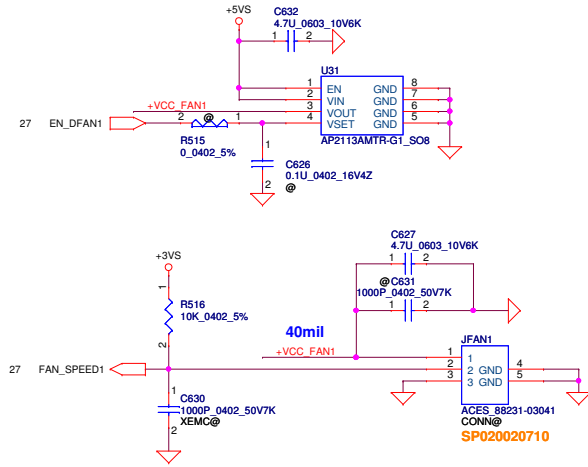 +5VS
C632
4.7U_0603_10V6K
1 2
U31
1 EN GND 8
2 VIN GND 7
+VCC_FAN1 3 VOUT GND 6
27 EN_DFAN1 2 @ 1 4 VSET GND 5
R515
0_0402_5%
AP2113AMTR-G1_SO8
1
C626
0.1U_0402_16V4Z
2 @
C627
4.7U_0603_10V6K
1 2
+3VS
@C631
1000P_0402_50V7K
1 2
1
R516
10K_0402_5%
2
40mil
JFAN1
+VCC_FAN1 1 1
27 FAN_SPEED1 2 2 GND 4
3 3 GND 5
1
C630
1000P_0402_50V7K
XEMC@
2
ACES_88231-03041
CONN@
SP020020710